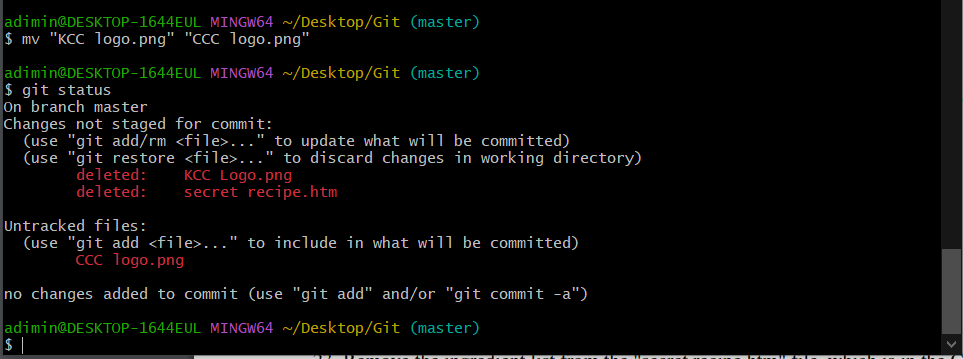 adimin@DESKTOP-1644EUL MINGW64 ~/Desktop/Git (master)
$ mv "KCC logo.png" "CCC logo.png"
adimin@DESKTOP-1644EUL MINGW64 ~/Desktop/Git (master)
$ git status
On branch master
Changes not staged for commit:
(use "git add/rm <file>..." to update what will be committed)
(use "git restore <file>..." to discard changes in working directory)
deleted: KCC Logo.png
deleted: secret recipe.htm
Untracked files:
(use "git add <file>..." to include in what will be committed)
CCC logo.png
no changes added to commit (use "git add" and/or "git commit -a")
adimin@DESKTOP-1644EUL MINGW64 ~/Desktop/Git (master)
$